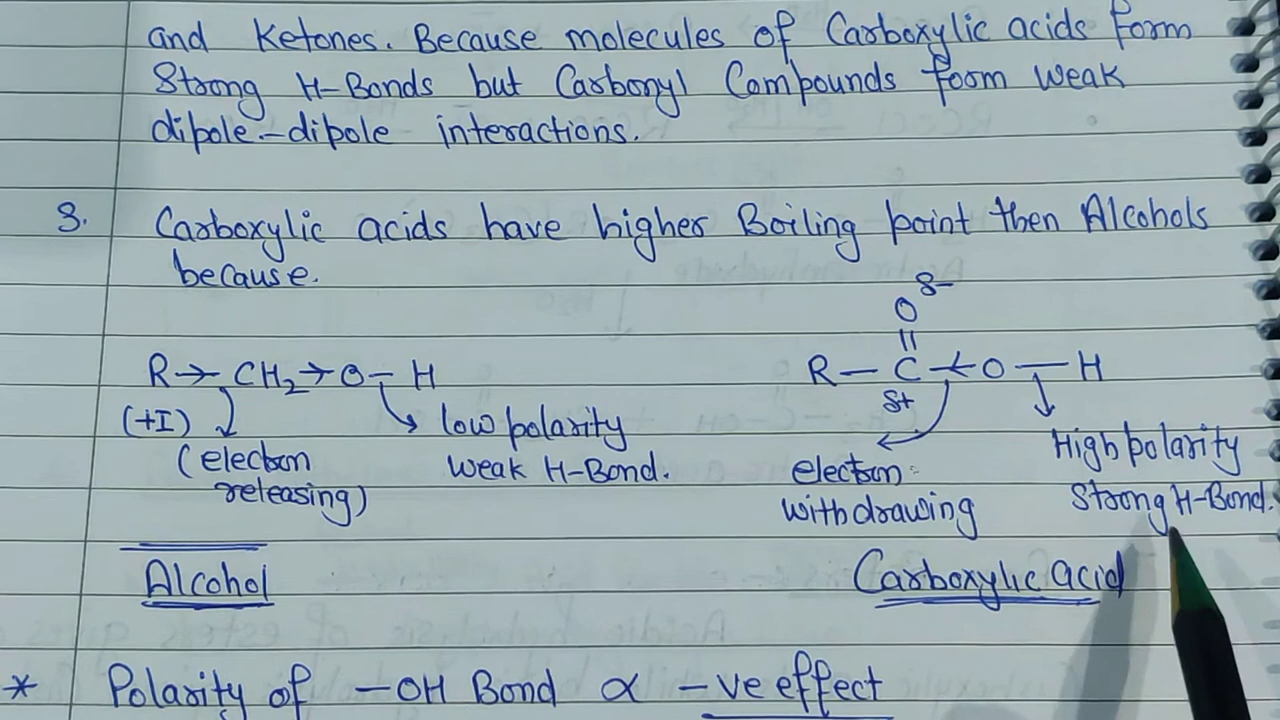 and Ketones. Because molecules of Carboxylic acids form
Strong H-Bonds but Carbonyl Compounds form weak
dipole-dipole interactions.
3. Carboxylic acids have higher Boiling point then Alcohols
because.
R→CH₂→O-H
(+I)
(electron
releasing)
low polarity
weak H-Bond.
Alcohol
Oδ-
||
R-C←O-H
δ+
electron-
withdrawing
High polarity
Strong H-Bond.
Carboxylic acid
* Polarity of -OH Bond α -ve effect